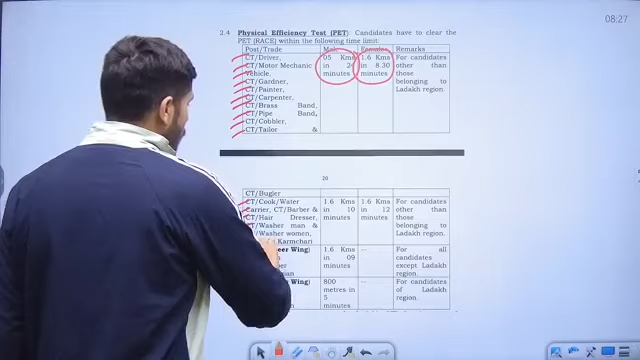 08:27
2.4 Physical Efficiency Test (PET): Candidates have to clear the
PET (RACE) within the following time limit:
Post/Trade Male Females Remarks
CT/Driver, 05 Kms 1.6 Kms For candidates
CT/Motor Mechanic in 24 in 8.30 other than
Vehicle, minutes minutes those
CT/Gardner, belonging to
CT/Painter, Ladakh region.
CT/Carpenter,
CT/Brass Band,
CT/Pipe Band,
CT/Cobbler,
CT/Tailor &
20
CT/Bugler
CT/Cook/Water 1.6 Kms 1.6 Kms For candidates
Carrier, CT/Barber & in 10 in 12 other than
CT/Hair Dresser, minutes minutes those
CT/Washer man & belonging to
Washer women, Ladakh region.
Karmchari
Wing) 1.6 Kms -- For all
in 09 candidates except Ladakh
minutes region.
Wing) 800 -- For candidates
metres in of Ladakh
5 region.
minutes